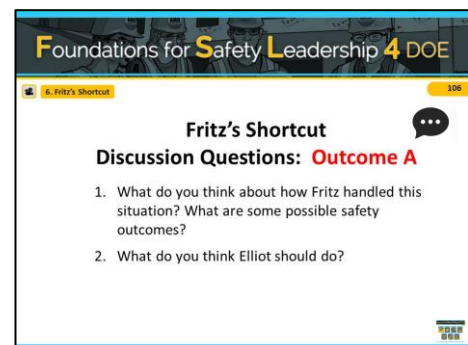 Foundations for Safety Leadership 4 DOE
6. Fritz's Shortcut
106
Fritz's Shortcut
Discussion Questions: Outcome A
1. What do you think about how Fritz handled this
situation? What are some possible safety
outcomes?
2. What do you think Elliot should do?